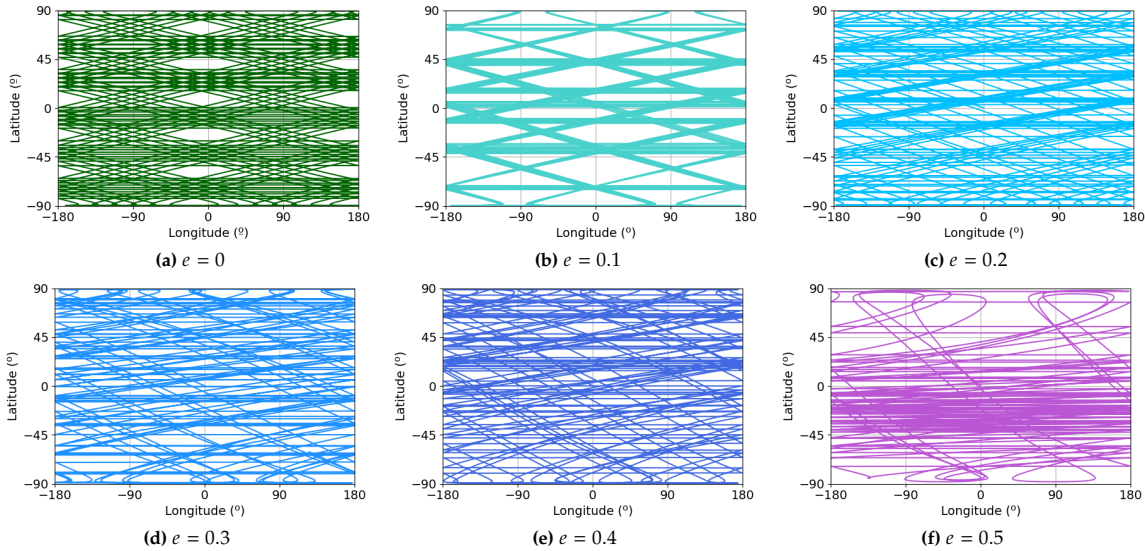 90
45
0
−45
−90
Latitude (º)
−180 −90 0 90 180
Longitude (º)
(a) e = 0
90
45
0
−45
−90
Latitude (º)
−180 −90 0 90 180
Longitude (º)
(b) e = 0.1
90
45
0
−45
−90
Latitude (º)
−180 −90 0 90 180
Longitude (º)
(c) e = 0.2
90
45
0
−45
−90
Latitude (º)
−180 −90 0 90 180
Longitude (º)
(d) e = 0.3
90
45
0
−45
−90
Latitude (º)
−180 −90 0 90 180
Longitude (º)
(e) e = 0.4
90
45
0
−45
−90
Latitude (º)
−180 −90 0 90 180
Longitude (º)
(f) e = 0.5